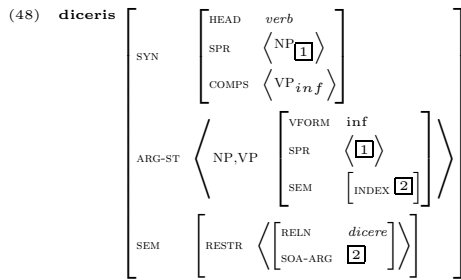 (48) diceris
HEAD verb
SYN SPR ⟨NP 1⟩
COMPS ⟨VP inf⟩
VFORM inf
ARG-ST ⟨ NP,VP SPR ⟨1⟩ ⟩
SEM [INDEX 2]
SEM RESTR ⟨ RELN dicere
SOA-ARG 2 ⟩